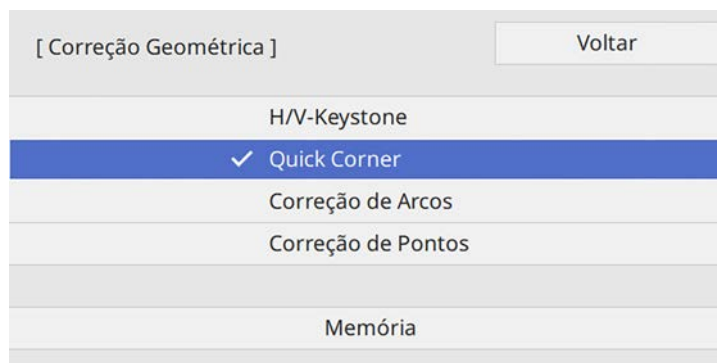 [ Correção Geométrica ]
Voltar
H/V-Keystone
Quick Corner
Correção de Arcos
Correção de Pontos
Memória